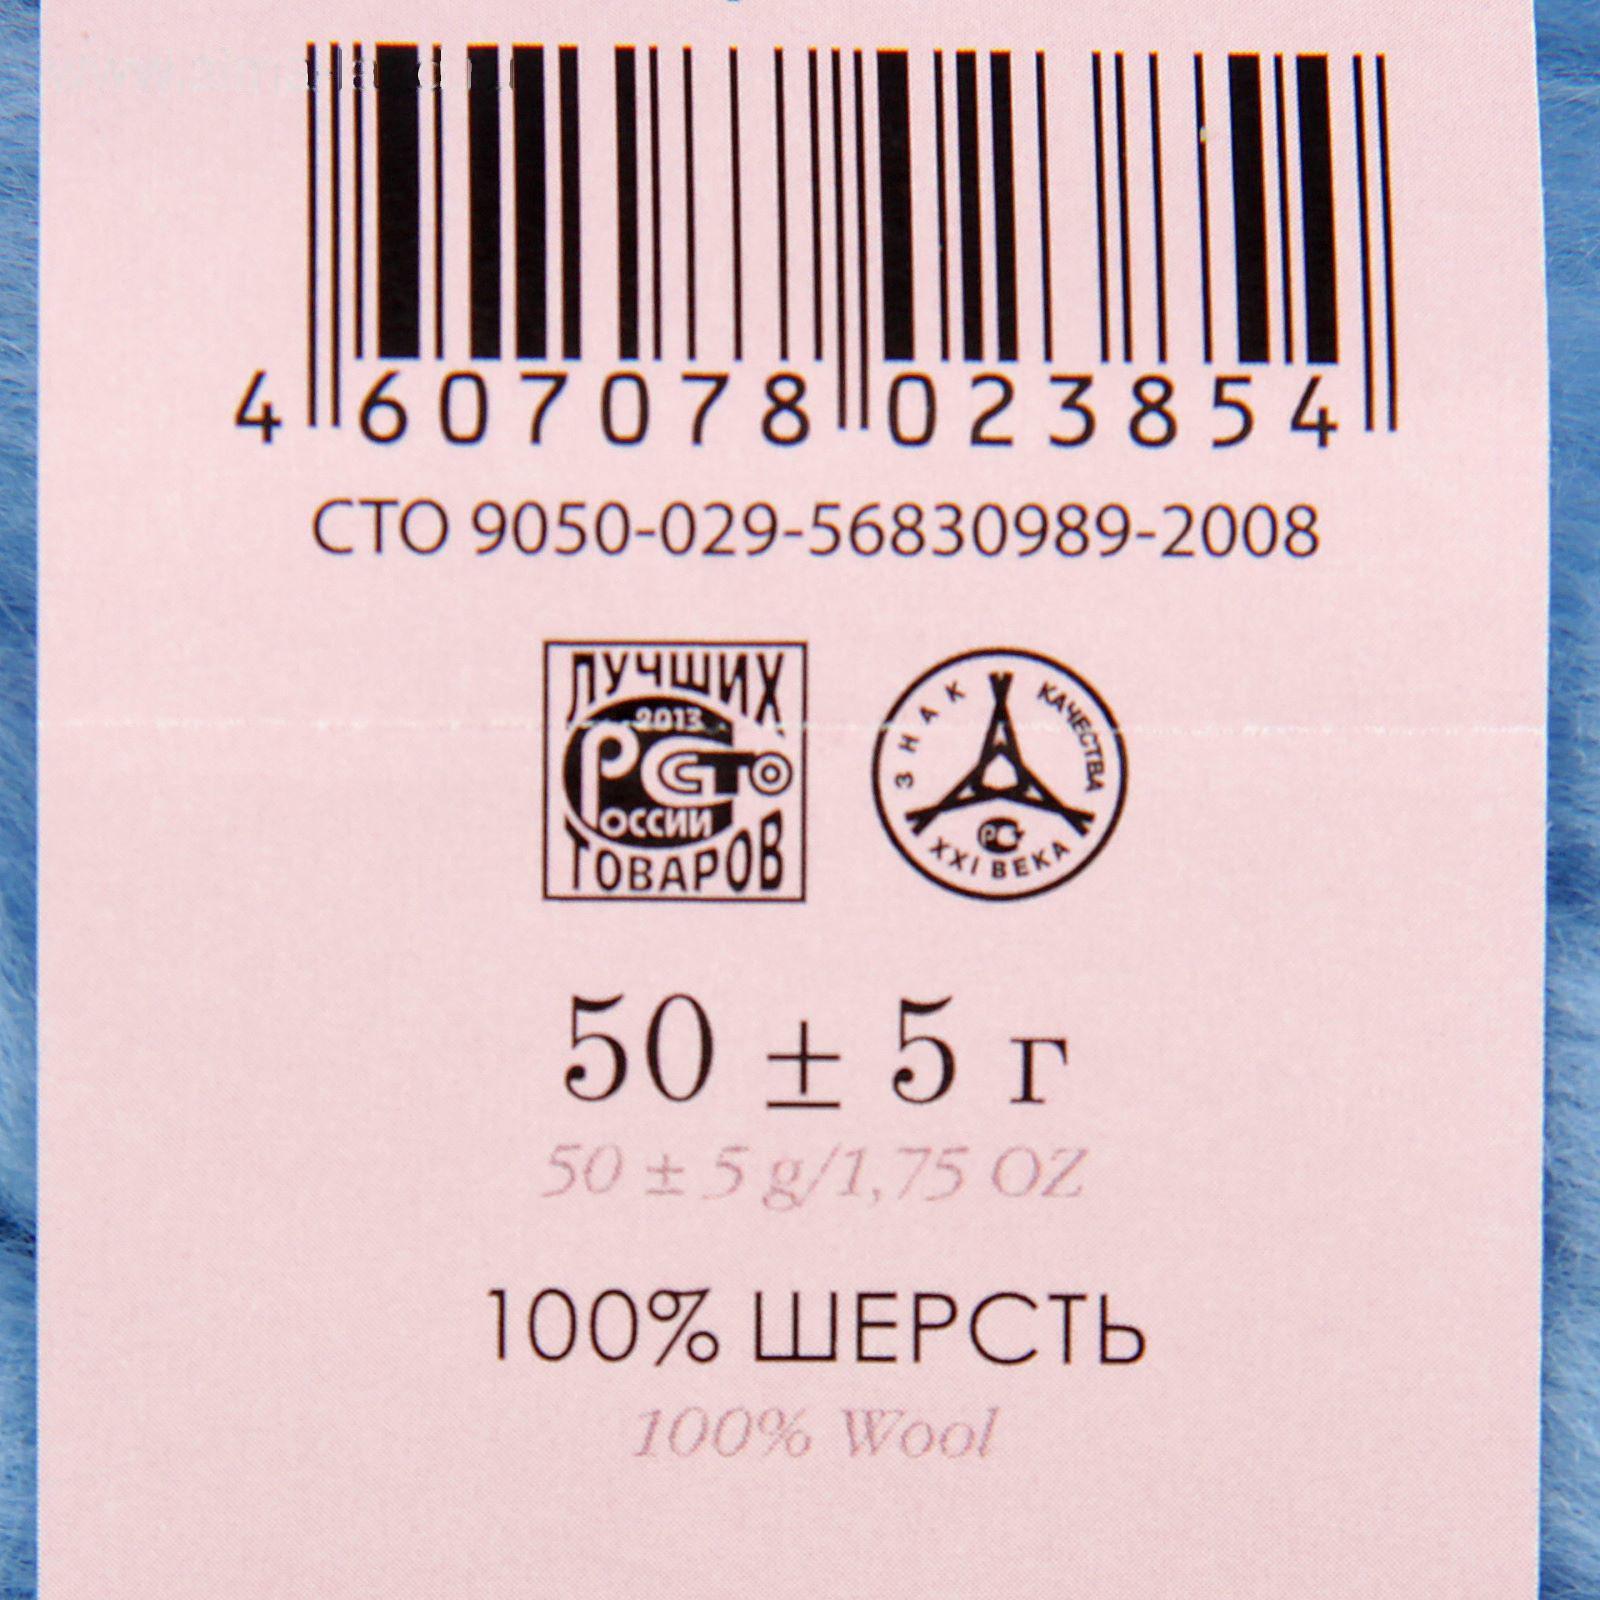 4 607078 023854
СТО 9050-029-56830989-2008
ЛУЧШИХ
2013
СТО
РОССИИ
ТОВАРОВ
ЗНАК КАЧЕСТВА
XXI ВЕКА
50 ± 5 г
50 ± 5 g/1,75 OZ
100% ШЕРСТЬ
100% Wool